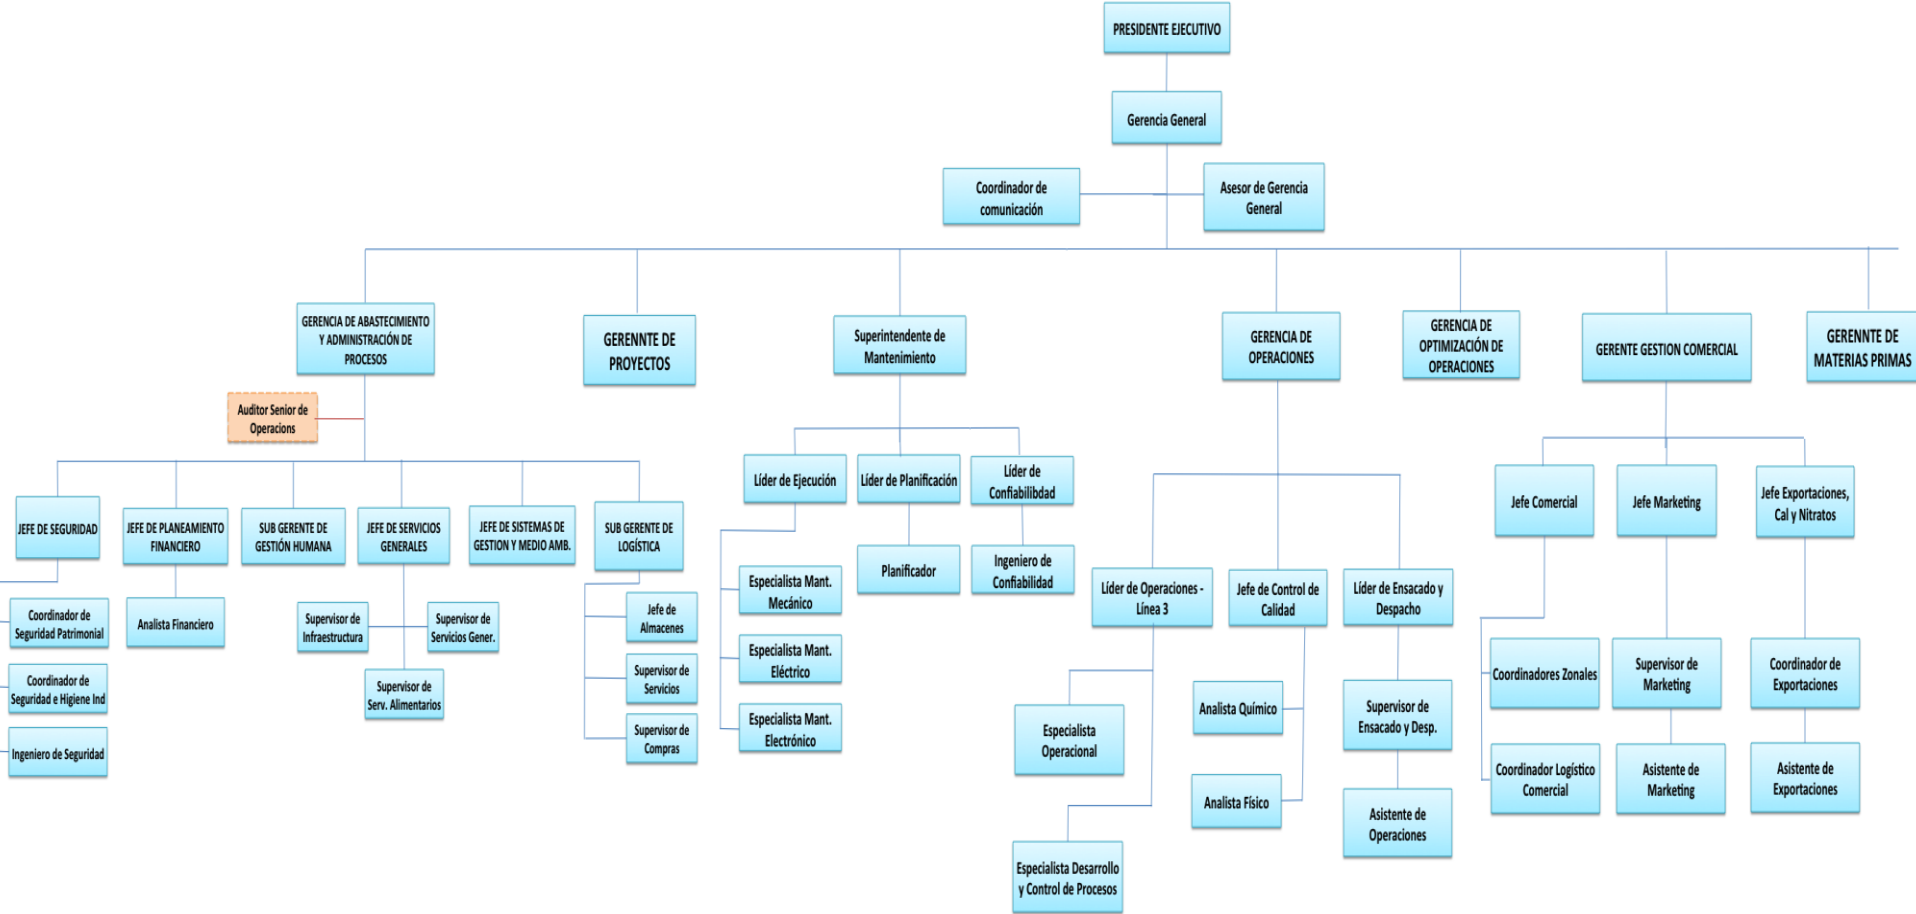 PRESIDENTE EJECUTIVO
Gerencia General
Coordinador de
comunicación
Asesor de Gerencia
General
GERENCIA DE ABASTECIMIENTO
Y ADMINISTRACIÓN DE
PROCESOS
GERENNTE DE
PROYECTOS
Superintendente de
Mantenimiento
GERENCIA DE
OPERACIONES
GERENCIA DE
OPTIMIZACIÓN DE
OPERACIONES
GERENTE GESTION COMERCIAL
GERENNTE DE
MATERIAS PRIMAS
Auditor Senior de
Operacions
JEFE DE SEGURIDAD
JEFE DE PLANEAMIENTO
FINANCIERO
SUB GERENTE DE
GESTIÓN HUMANA
JEFE DE SERVICIOS
GENERALES
JEFE DE SISTEMAS DE
GESTION Y MEDIO AMB.
SUB GERENTE DE
LOGÍSTICA
Coordinador de
Seguridad Patrimonial
Coordinador de
Seguridad e Higiene Ind
Ingeniero de Seguridad
Analista Financiero
Supervisor de
Infraestructura
Supervisor de
Servicios Gener.
Supervisor de
Serv. Alimentarios
Jefe de
Almacenes
Supervisor de
Servicios
Supervisor de
Compras
Líder de Ejecución
Líder de Planificación
Líder de
Confiabilibdad
Especialista Mant.
Mecánico
Especialista Mant.
Eléctrico
Especialista Mant.
Electrónico
Planificador
Ingeniero de
Confiabilidad
Líder de Operaciones -
Línea 3
Jefe de Control de
Calidad
Líder de Ensacado y
Despacho
Especialista
Operacional
Especialista Desarrollo
y Control de Procesos
Analista Químico
Analista Físico
Supervisor de
Ensacado y Desp.
Asistente de
Operaciones
Jefe Comercial
Jefe Marketing
Jefe Exportaciones,
Cal y Nitratos
Coordinadores Zonales
Coordinador Logístico
Comercial
Supervisor de
Marketing
Asistente de
Marketing
Coordinador de
Exportaciones
Asistente de
Exportaciones